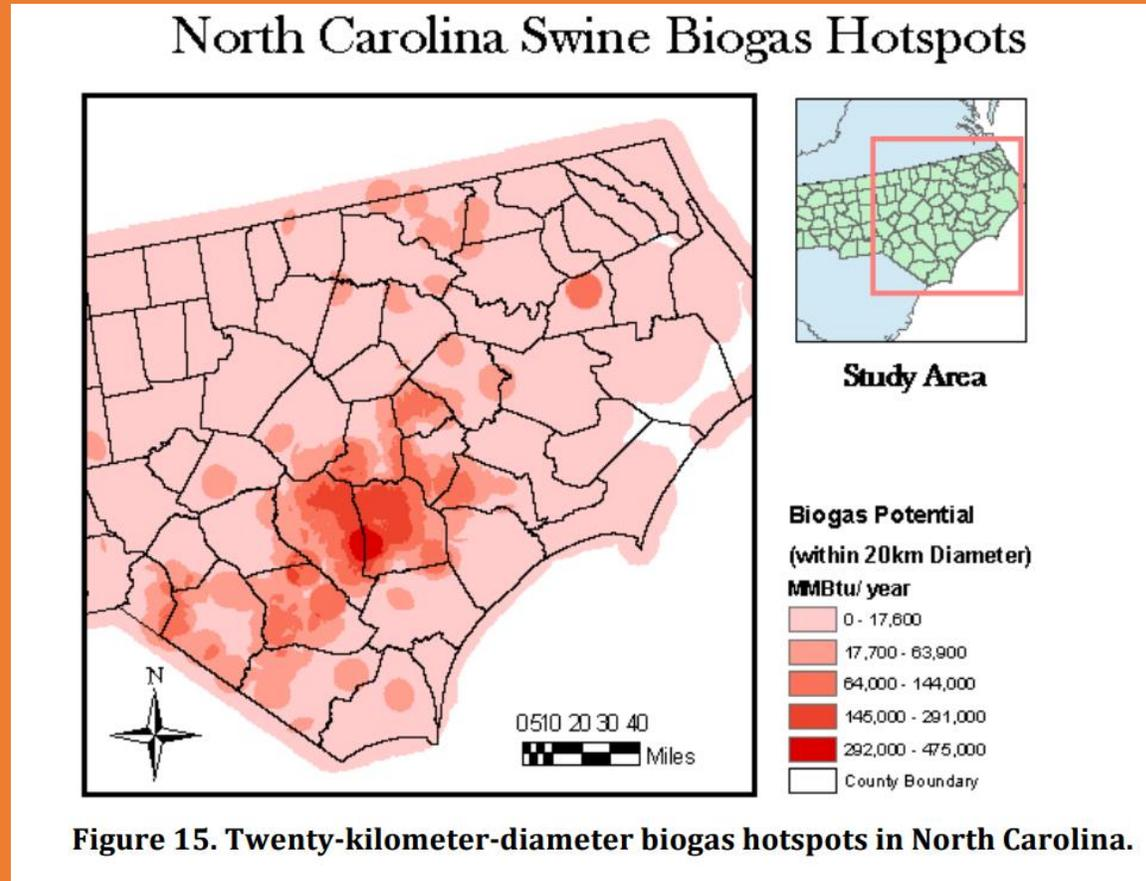 North Carolina Swine Biogas Hotspots
Study Area
Biogas Potential
(within 20km Diameter)
MMBtu/ year
0 - 17,600
17,700 - 63,900
64,000 - 144,000
145,000 - 291,000
292,000 - 475,000
County Boundary
N
0510 20 30 40
Miles
Figure 15. Twenty-kilometer-diameter biogas hotspots in North Carolina.